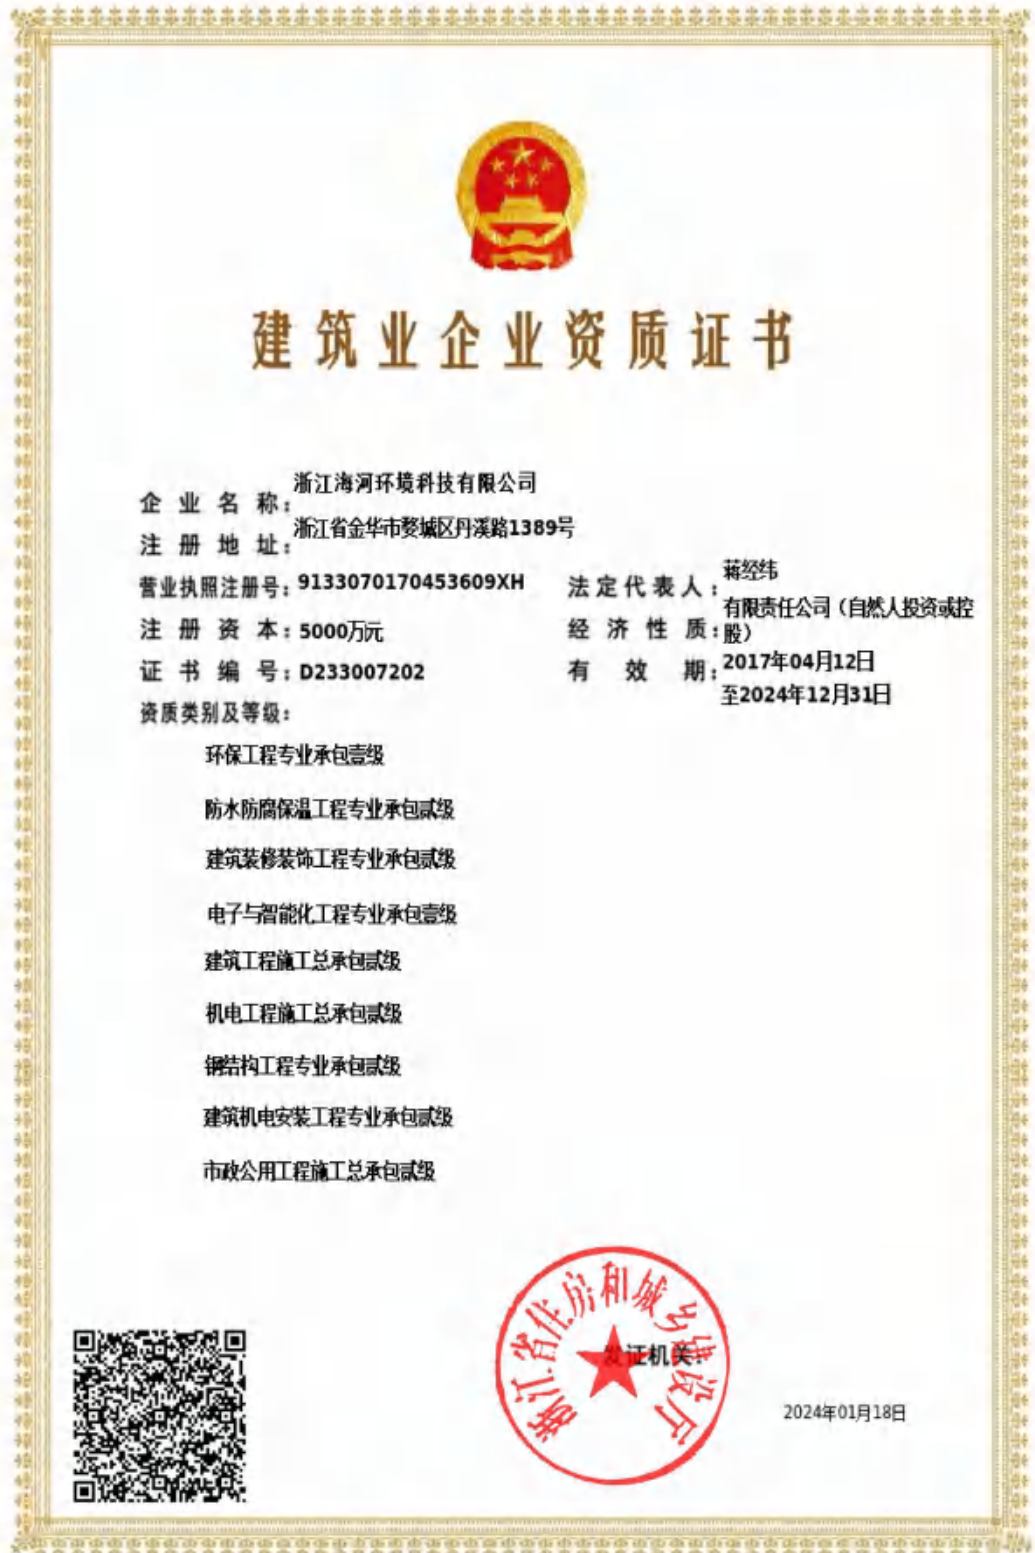 建筑业企业资质证书
企业名称：浙江海河环境科技有限公司
注册地址：浙江省金华市婺城区丹溪路1389号
营业执照注册号：9133070170453609XH 法定代表人：蒋经纬
注册资本：5000万元 经济性质：有限责任公司（自然人投资或控
股）
证书编号：D233007202 有效期：2017年04月12日
至2024年12月31日
资质类别及等级：
环保工程专业承包壹级
防水防腐保温工程专业承包贰级
建筑装修装饰工程专业承包贰级
电子与智能化工程专业承包壹级
建筑工程施工总承包贰级
机电工程施工总承包贰级
钢结构工程专业承包贰级
建筑机电安装工程专业承包贰级
市政公用工程施工总承包贰级
浙江省住房和城乡建设厅
发证机关：
2024年01月18日